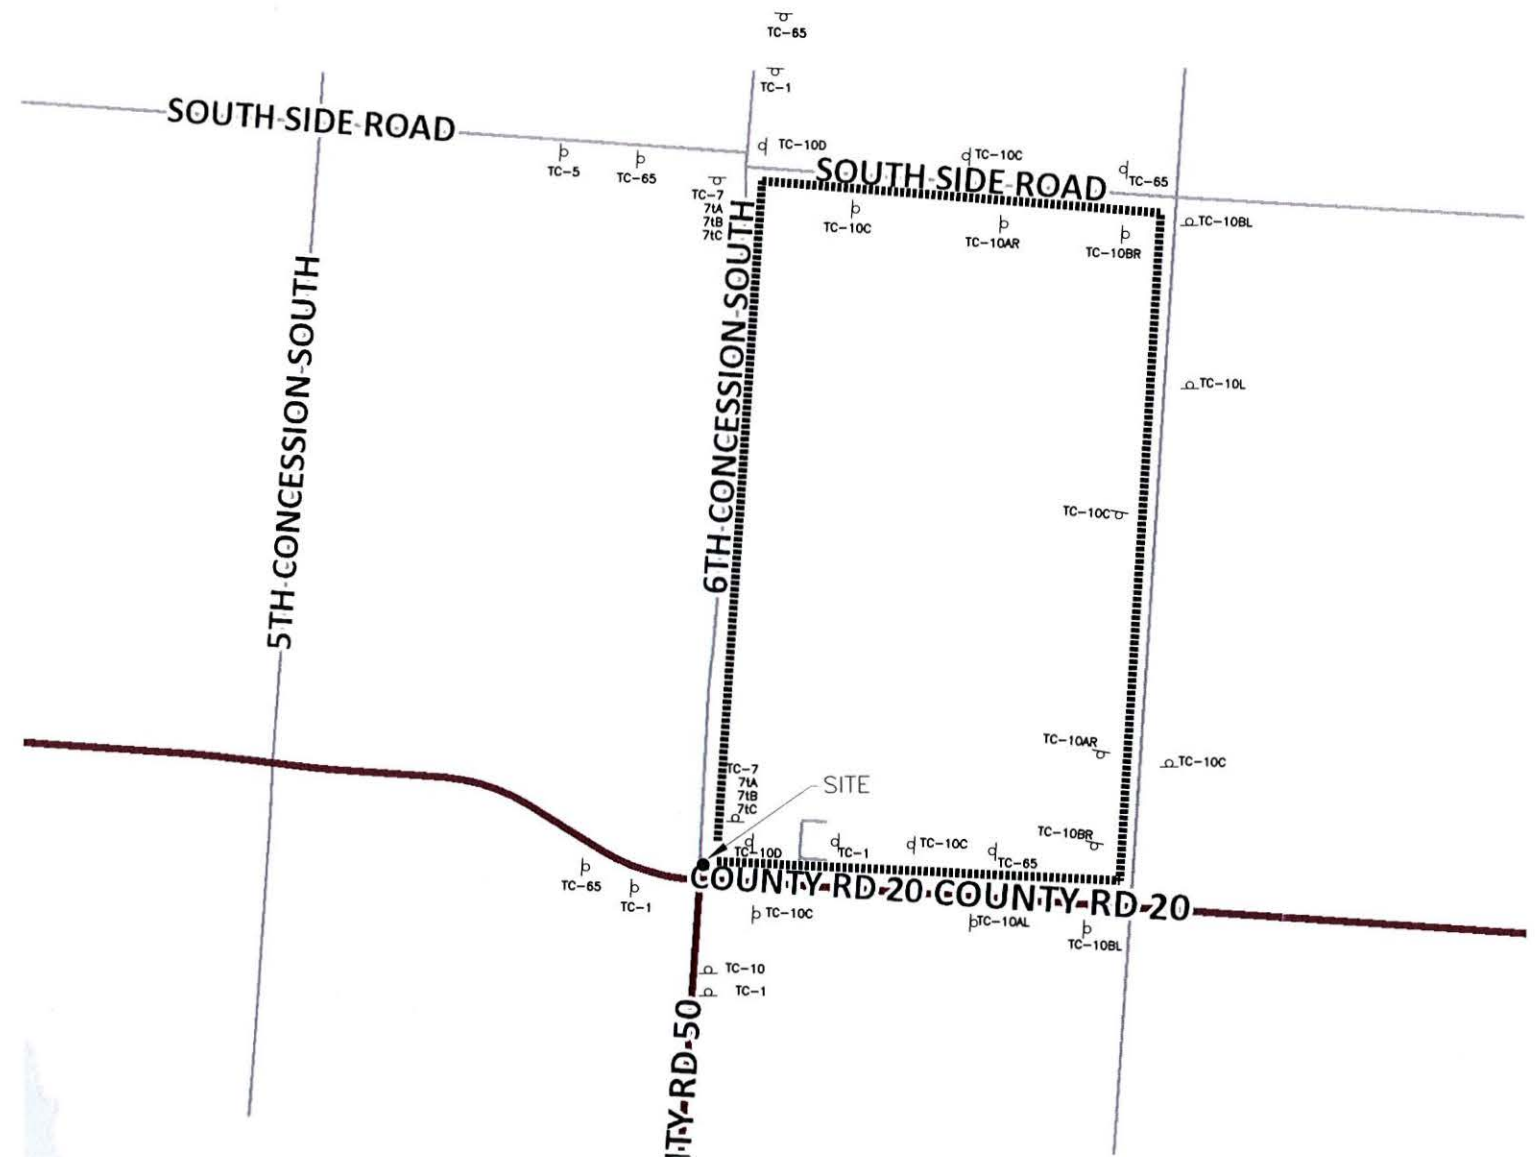 TC-65
TC-1
SOUTH SIDE ROAD
TC-10D
TC-10C
TC-5
TC-65
SOUTH SIDE ROAD
TC-65
TC-7
7tA
7tB
7tC
TC-10C
TC-10AR
TC-10BR
TC-10BL
5TH CONCESSION SOUTH
6TH CONCESSION SOUTH
TC-10L
TC-10C
TC-10AR
TC-10C
TC-7
7tA
7tB
7tC
SITE
TC-10D
TC-1
TC-10C
TC-65
TC-10BR
TC-65
TC-1
COUNTY RD 20 COUNTY RD 20
TC-10C
TC-10AL
TC-10BL
TC-10
TC-1
NTY RD 50